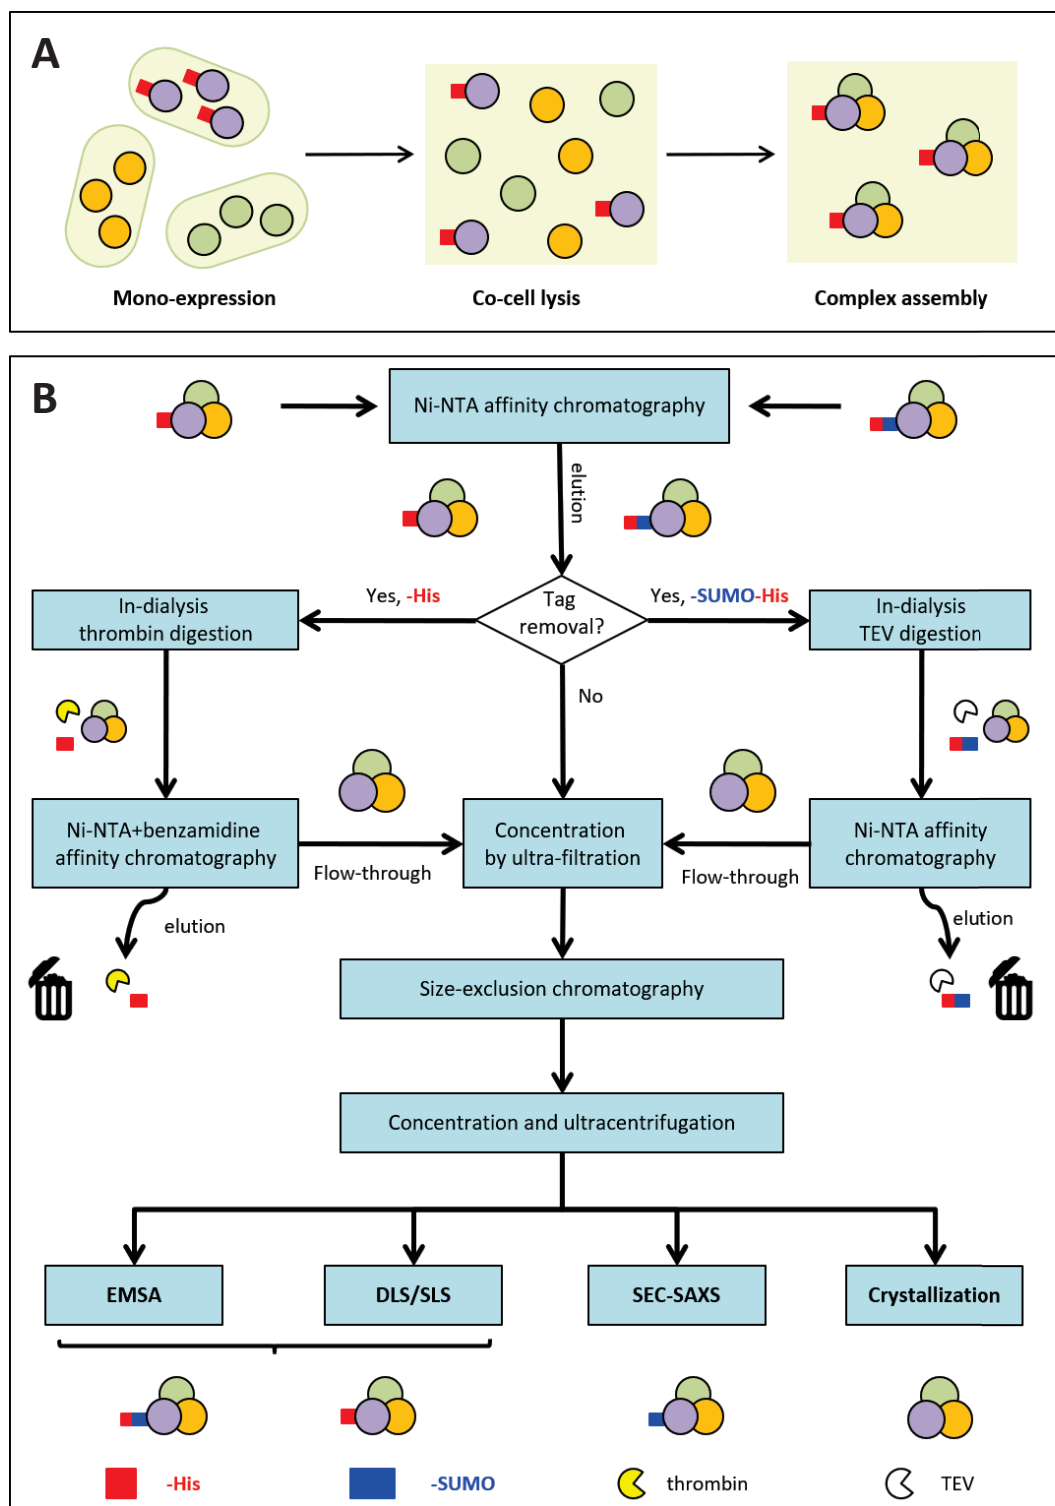 A
Mono-expression
Co-cell lysis
Complex assembly
B
Ni-NTA affinity chromatography
elution
Yes, -His
Tag
removal?
Yes, -SUMO-His
In-dialysis
thrombin digestion
In-dialysis
TEV digestion
No
Ni-NTA+benzamidine
affinity chromatography
Flow-through
Concentration
by ultra-filtration
Flow-through
Ni-NTA affinity
chromatography
elution
elution
Size-exclusion chromatography
Concentration and ultracentrifugation
EMSA
DLS/SLS
SEC-SAXS
Crystallization
-His
-SUMO
thrombin
TEV